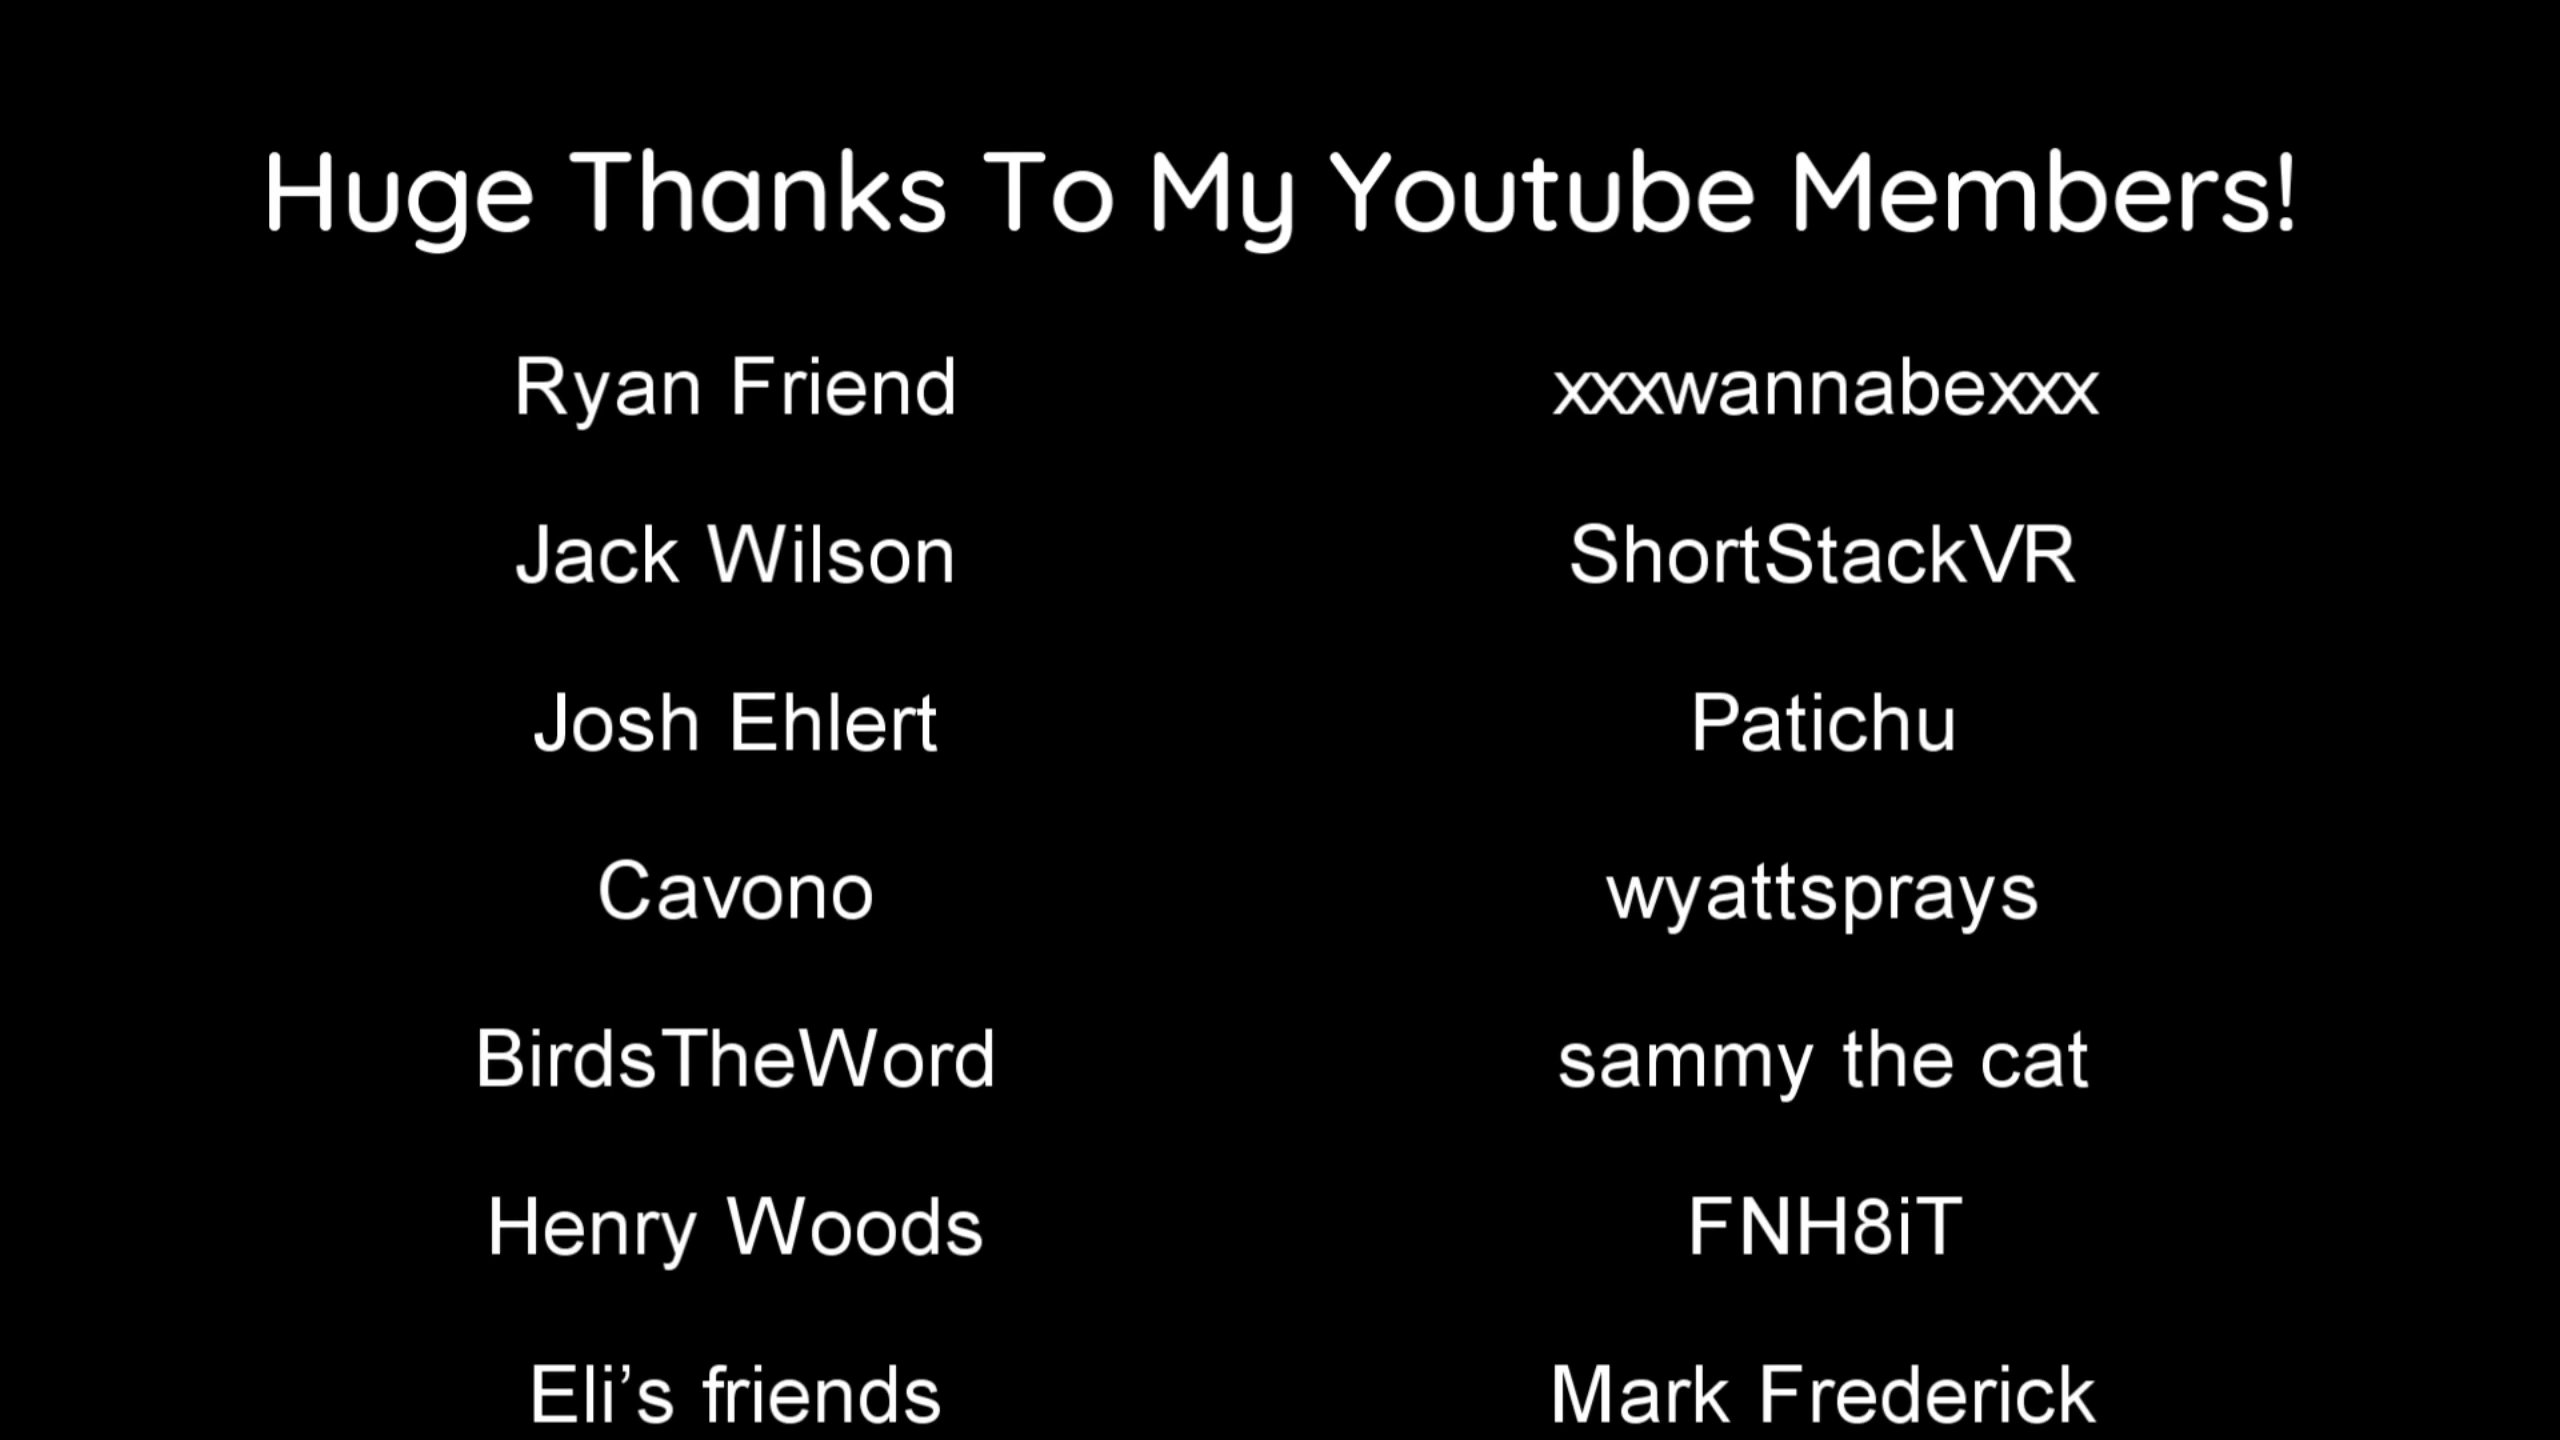 Huge Thanks To My Youtube Members!
Ryan Friend
xxxwannabexxx
Jack Wilson
ShortStackVR
Josh Ehlert
Patichu
Cavono
wyattsprays
BirdsTheWord
sammy the cat
Henry Woods
FNH8iT
Eli’s friends
Mark Frederick